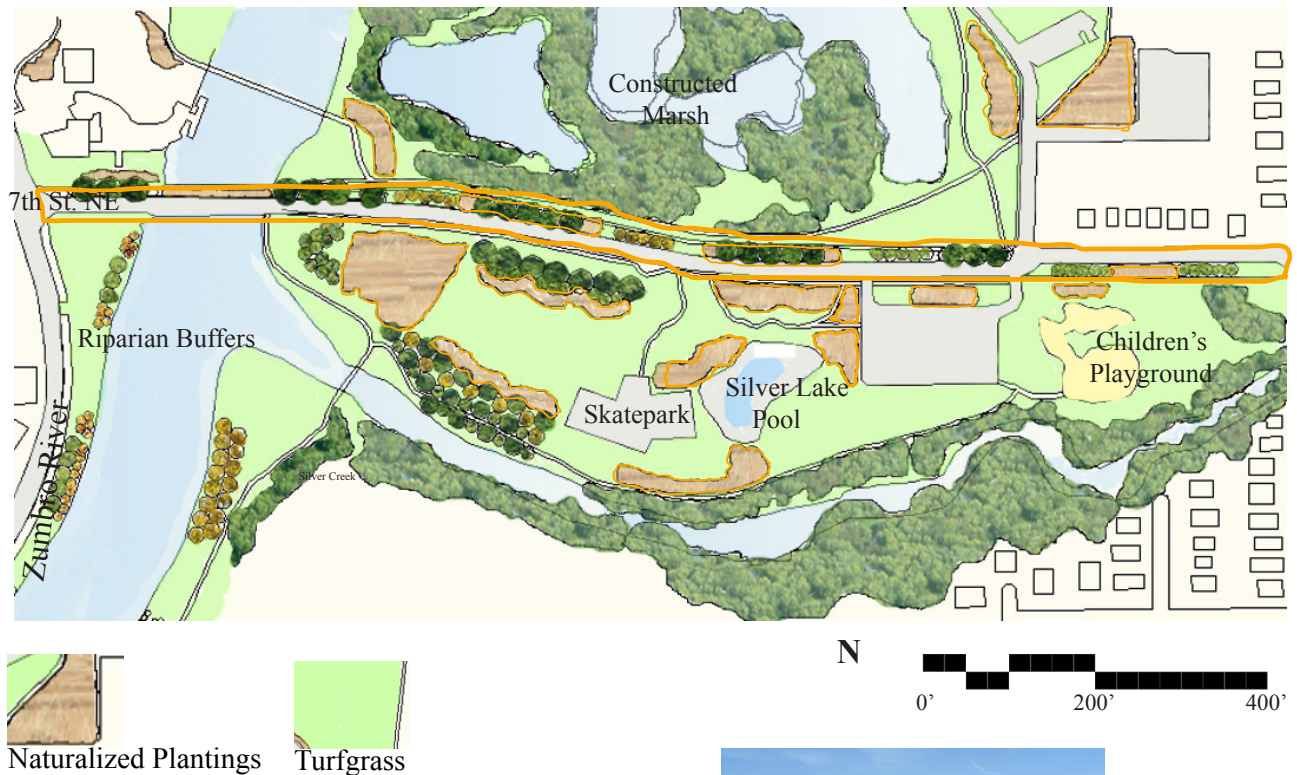 Constructed
Marsh
7th St. NE
Riparian Buffers
Children's
Playground
Silver Lake
Pool
Skatepark
Silver Creek
Zumbro River
N
0' 200' 400'
Naturalized Plantings
Turfgrass